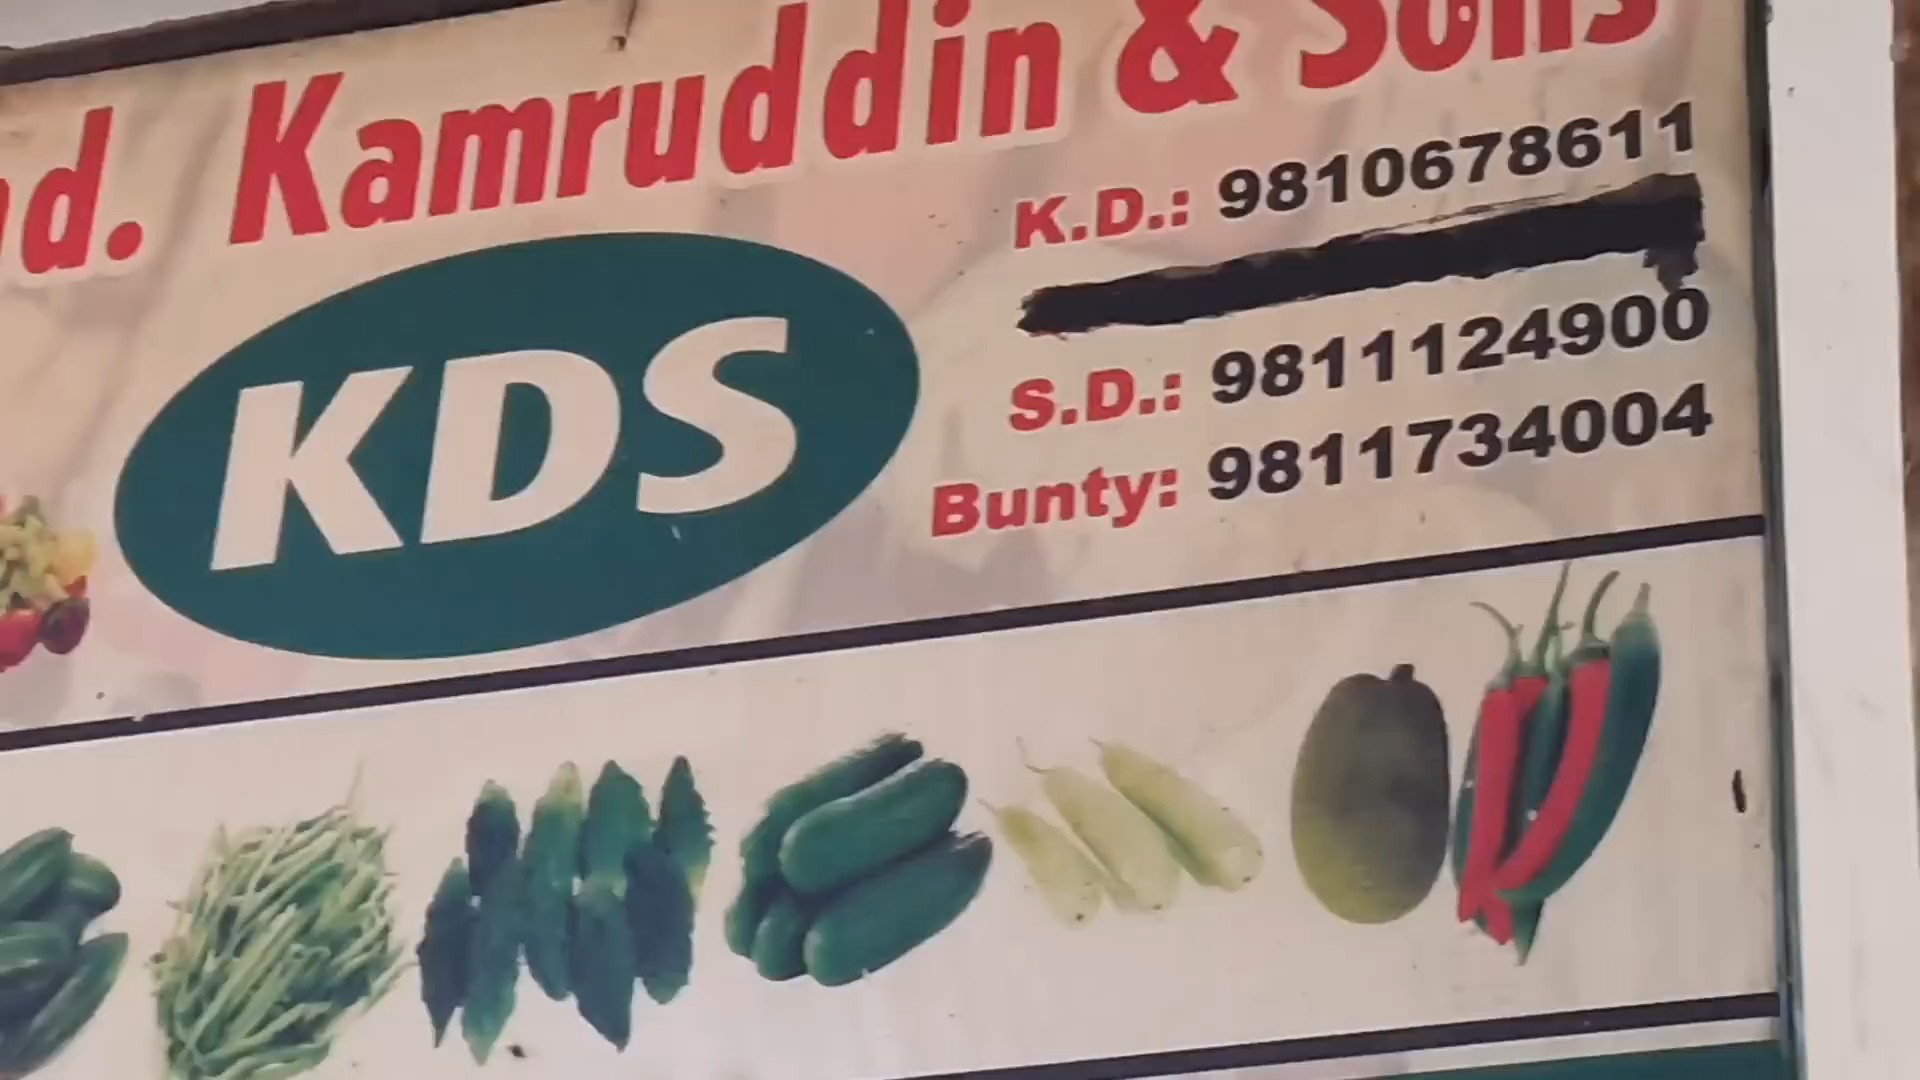 d. Kamruddin & Sons
KDS
K.D.: 9810678611
S.D.: 9811124900
Bunty: 9811734004